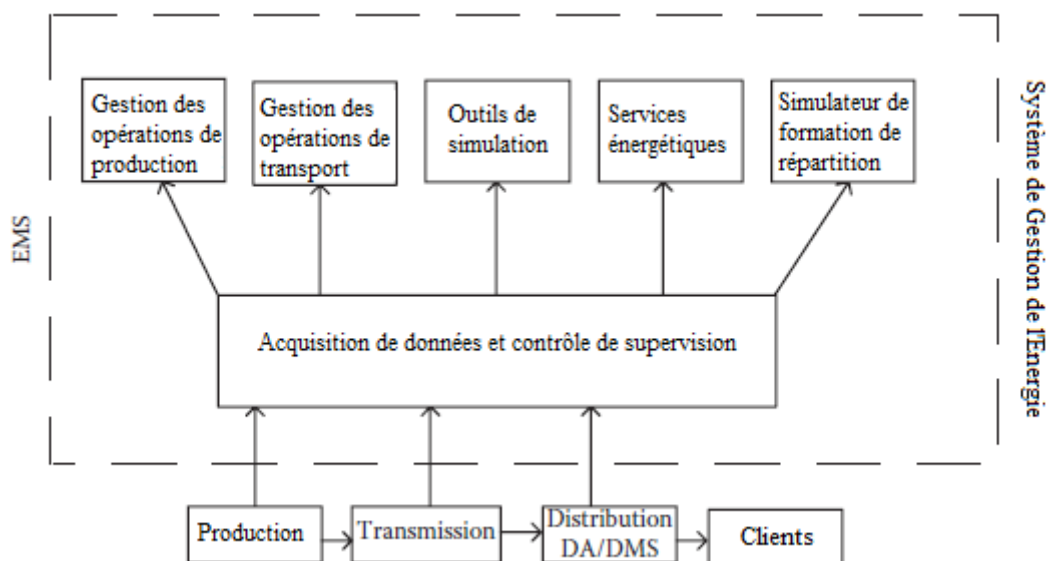 Gestion des
opérations de
production
Gestion des
opérations de
transport
Outils de
simulation
Services
énergétiques
Simulateur de
formation de
répartition
EMS
Système de Gestion de l'Energie
Acquisition de données et contrôle de supervision
Production
Transmission
Distribution
DA/DMS
Clients